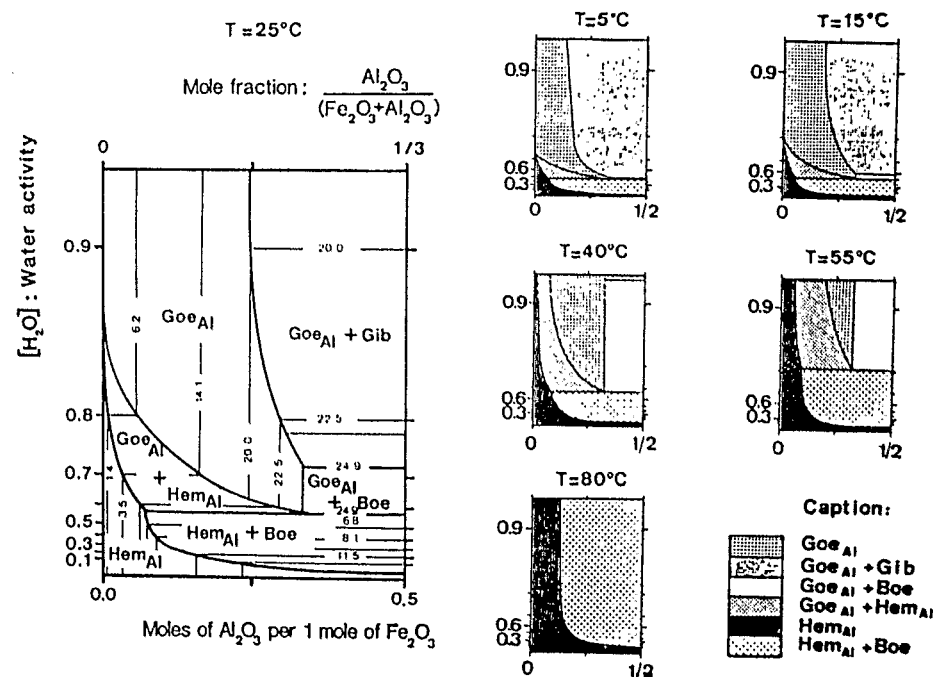 T = 25°C
Mole fraction : Al₂O₃ / (Fe₂O₃+Al₂O₃)
0 1/3
[H₂O] : Water activity
0.9
0.8
0.7
0.5
0.3
0.1
6.2
Goe_Al
14.1
20.0
Goe_Al + Gib
20.0
22.5
22.5
24.9
Goe_Al + Hem_Al
1.4
3.5
Goe_Al + Boe
24.9
6.8
Hem_Al + Boe
8.1
11.5
Hem_Al
0.0 0.5
Moles of Al₂O₃ per 1 mole of Fe₂O₃
T=5°C
0.9
0.6
0.3
0 1/2
T=15°C
0.9
0.6
0.3
0 1/2
T=40°C
0.9
0.6
0.3
0 1/2
T=55°C
0.9
0.6
0.3
0 1/2
T=80°C
0.9
0.6
0.3
0 1/2
Caption:
Goe_Al
Goe_Al + Gib
Goe_Al + Boe
Goe_Al + Hem_Al
Hem_Al
Hem_Al + Boe